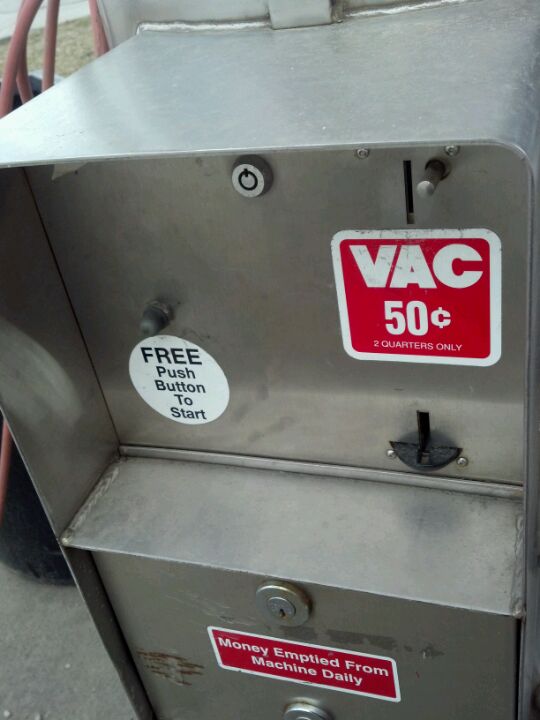 VAC
50¢
2 QUARTERS ONLY
FREE
Push
Button
To
Start
Money Emptied From
Machine Daily